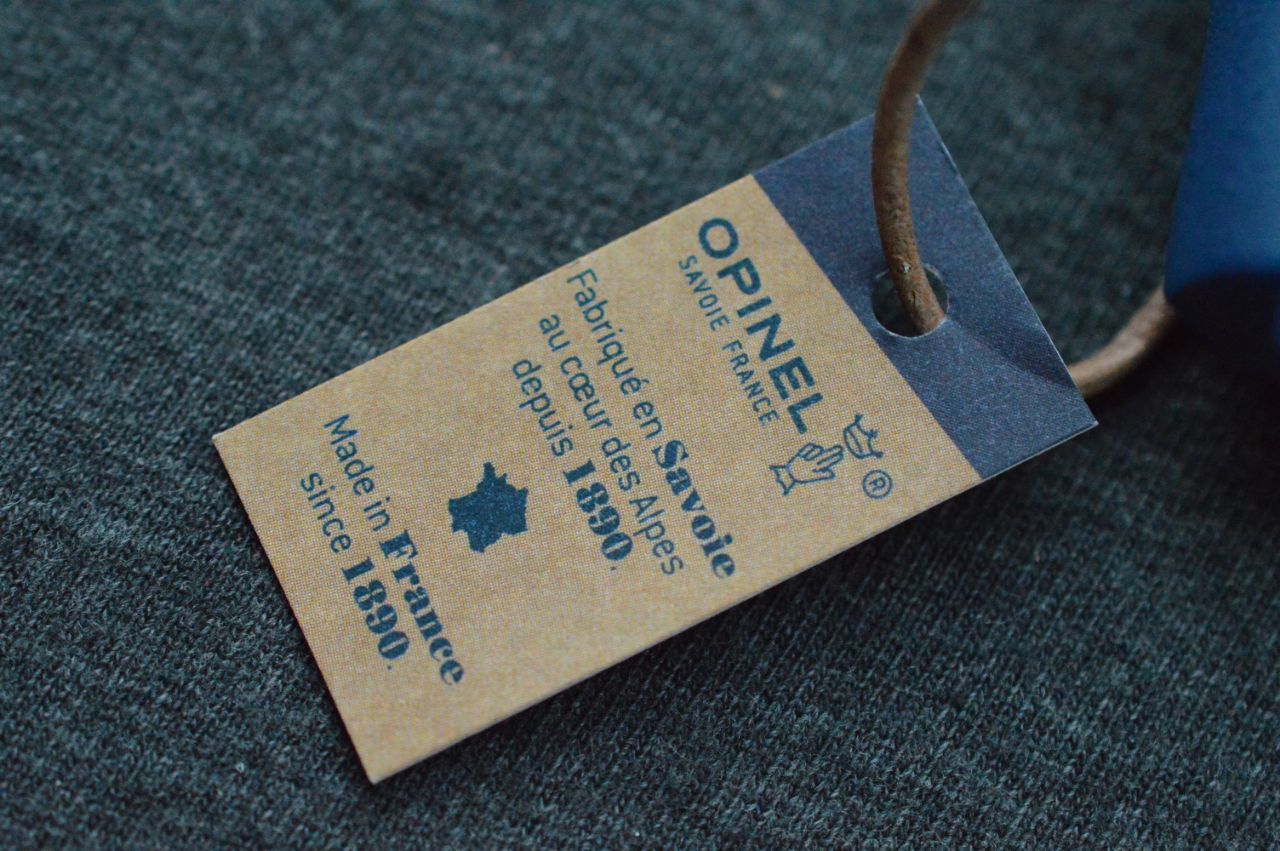 OPINEL
SAVOIE FRANCE
®
Fabriqué en Savoie
au cœur des Alpes
depuis 1890.
Made in France
since 1890.